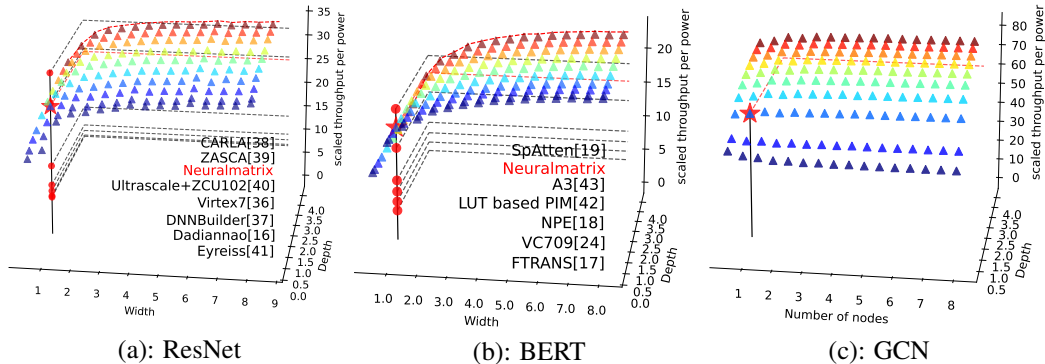 35
30
25
20
15
10
5
0
scaled throughput per power
CARLA[38]
ZASCA[39]
Neuralmatrix
Ultrascale+ZCU102[40]
Virtex7[36]
DNNBuilder[37]
Dadiannao[16]
Eyreiss[41]
4.0
3.5
3.0
2.5
2.0
1.5
1.0
0.5
0.0
Depth
1 2 3 4 5 6 7 8 9
Width
(a): ResNet
20
15
10
5
0
scaled throughput per power
SpAtten[19]
Neuralmatrix
A3[43]
LUT based PIM[42]
NPE[18]
VC709[24]
FTRANS[17]
4.0
3.5
3.0
2.5
2.0
1.5
1.0
0.5
0.0
Depth
1.0 2.0 3.0 4.0 5.0 6.0 7.0 8.0
Width
(b): BERT
80
70
60
50
40
30
20
10
0
scaled throughput per power
4.0
3.5
3.0
2.5
2.0
1.5
1.0
0.5
Depth
1 2 3 4 5 6 7 8
Number of nodes
(c): GCN